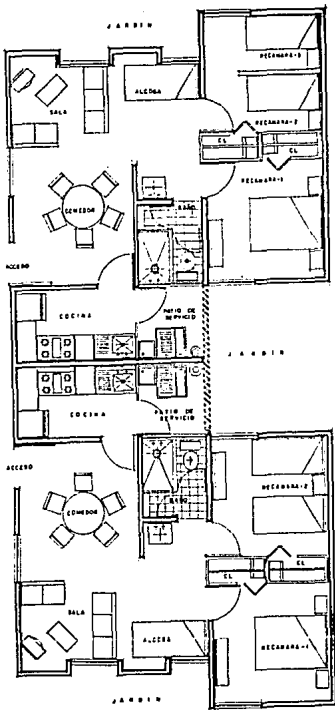 JARDIN
RECAMARA-3
ALCOBA
RECAMARA-2
SALA
CL
CL
RECAMARA-1
BAÑO
COMEDOR
ACCESO
COCINA
PATIO DE
SERVICIO
JARDIN
COCINA
PATIO DE
SERVICIO
ACCESO
RECAMARA-2
BAÑO
COMEDOR
CL
CL
SALA
ALCOBA
RECAMARA-1
JARDIN